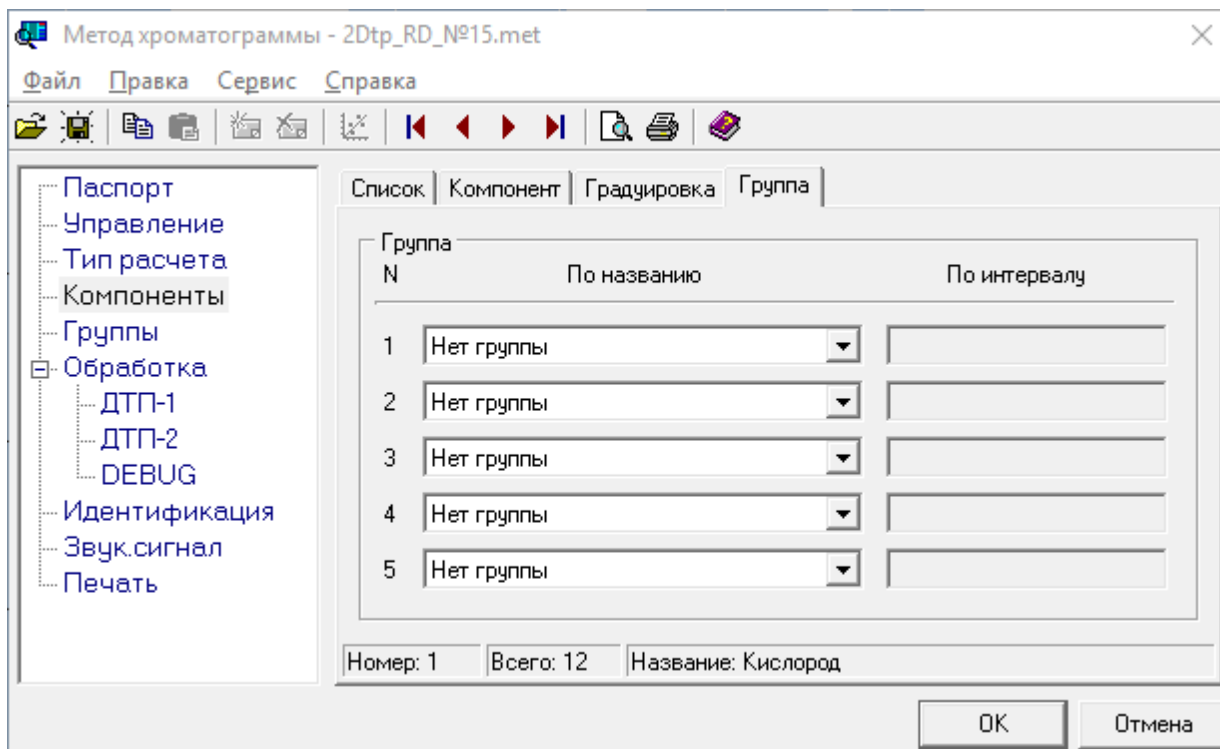 Метод хроматограммы - 2Dtp_RD_№15.met
Файл Правка Сервис Справка
Паспорт
Управление
Тип расчета
Компоненты
Группы
Обработка
ДТП-1
ДТП-2
DEBUG
Идентификация
Звук.сигнал
Печать
Список Компонент Градуировка Группа
Группа
N По названию По интервалу
1 Нет группы
2 Нет группы
3 Нет группы
4 Нет группы
5 Нет группы
Номер: 1 Всего: 12 Название: Кислород
OK Отмена